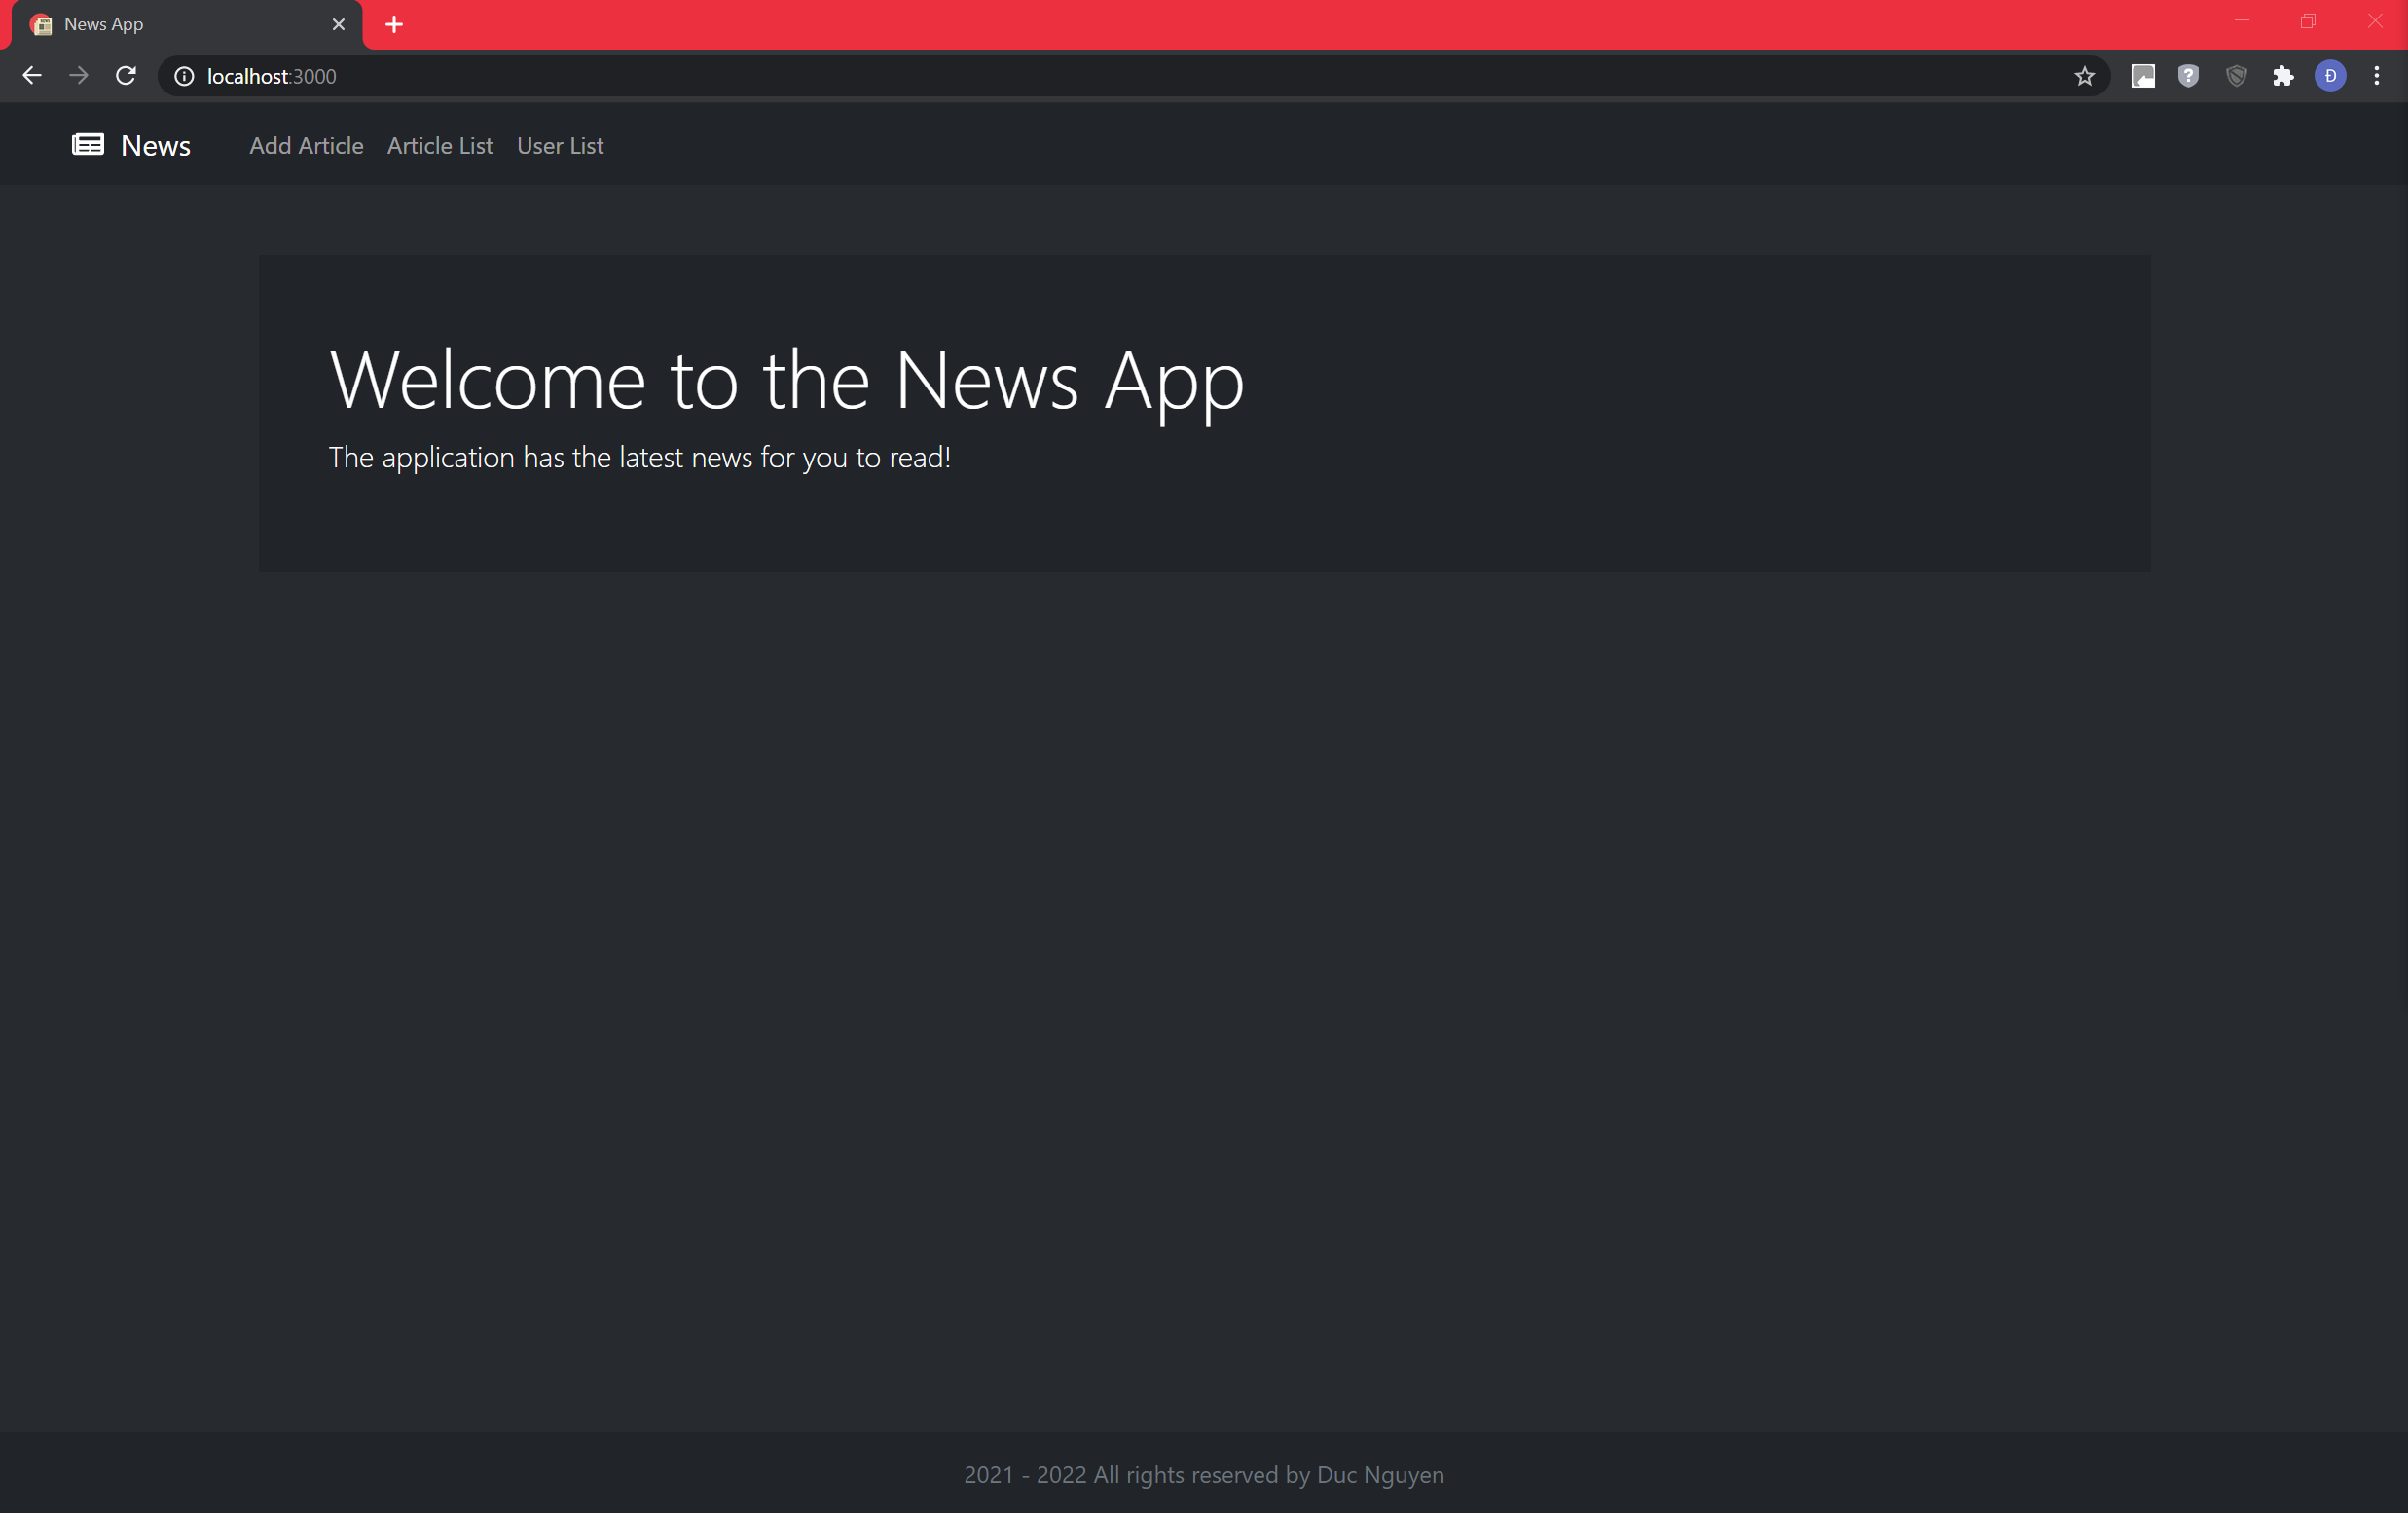 News App
localhost:3000
Đ
News Add Article Article List User List
Welcome to the News App
The application has the latest news for you to read!
2021 - 2022 All rights reserved by Duc Nguyen